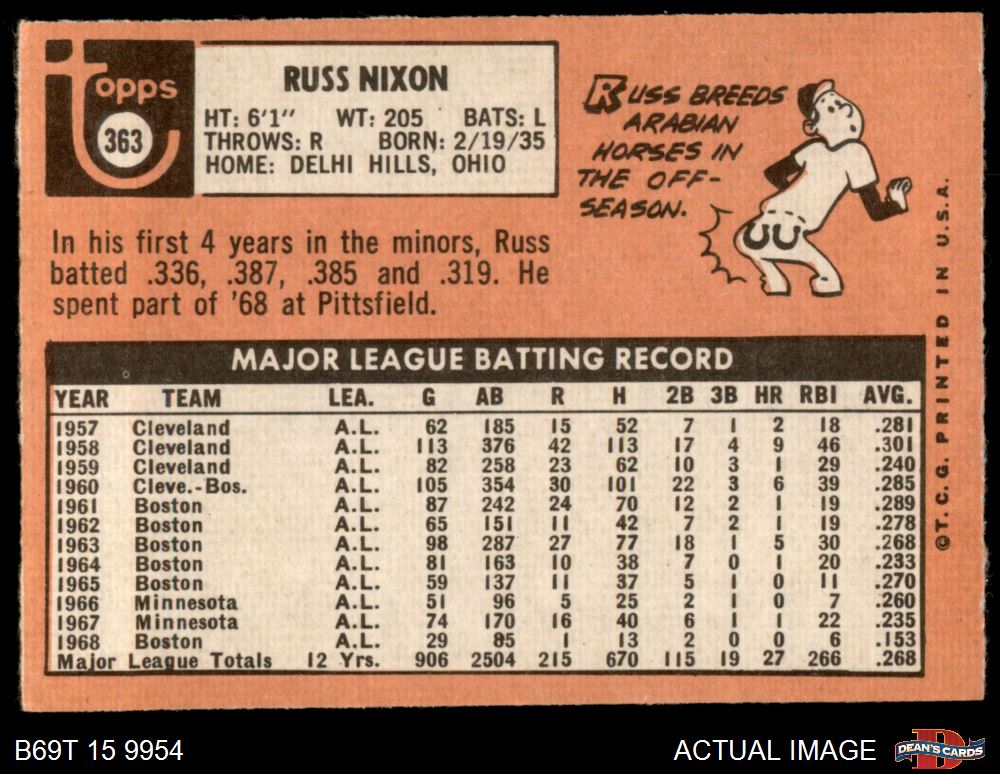 Topps
363
RUSS NIXON
HT: 6'1" WT: 205 BATS: L
THROWS: R BORN: 2/19/35
HOME: DELHI HILLS, OHIO
RUSS BREEDS
ARABIAN
HORSES IN
THE OFF-
SEASON.
In his first 4 years in the minors, Russ
batted .336, .387, .385 and .319. He
spent part of '68 at Pittsfield.
MAJOR LEAGUE BATTING RECORD
YEAR TEAM LEA. G AB R H 2B 3B HR RBI AVG.
1957 Cleveland A.L. 62 185 15 52 7 1 2 18 .281
1958 Cleveland A.L. 113 376 42 113 17 4 9 46 .301
1959 Cleveland A.L. 82 258 23 62 10 3 1 29 .240
1960 Cleve.-Bos. A.L. 105 354 30 101 22 3 6 39 .285
1961 Boston A.L. 87 242 24 70 12 2 1 19 .289
1962 Boston A.L. 65 151 11 42 7 2 1 19 .278
1963 Boston A.L. 98 287 27 77 18 1 5 30 .268
1964 Boston A.L. 81 163 10 38 7 0 1 20 .233
1965 Boston A.L. 59 137 11 37 5 1 0 11 .270
1966 Minnesota A.L. 51 96 5 25 2 1 0 7 .260
1967 Minnesota A.L. 74 170 16 40 6 1 1 22 .235
1968 Boston A.L. 29 85 1 13 2 0 0 6 .153
Major League Totals 12 Yrs. 906 2504 215 670 115 19 27 266 .268
©T. C. G. PRINTED IN U.S.A.
B69T 15 9954
ACTUAL IMAGE
D
DEAN'S CARDS